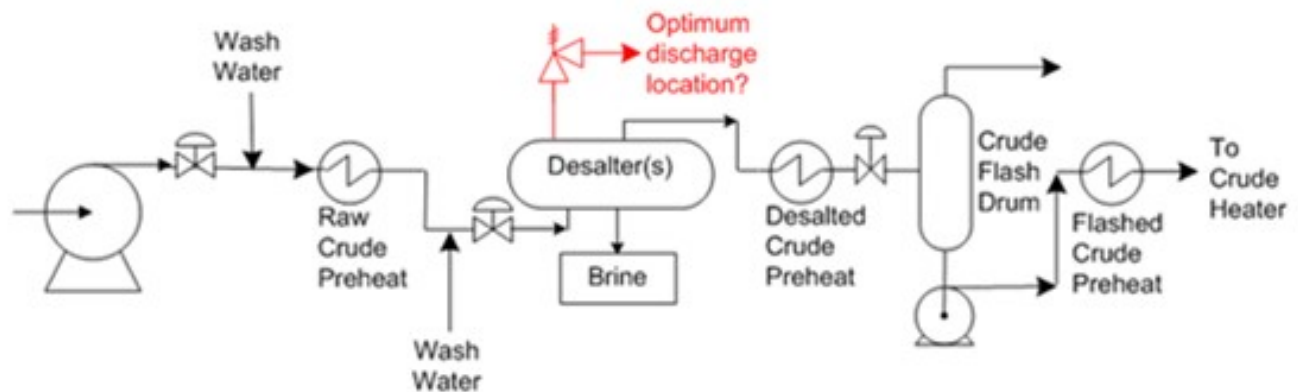 Wash
Water
Optimum
discharge
location?
Desalter(s)
Raw
Crude
Preheat
Brine
Wash
Water
Desalted
Crude
Preheat
Crude
Flash
Drum
Flashed
Crude
Preheat
To
Crude
Heater